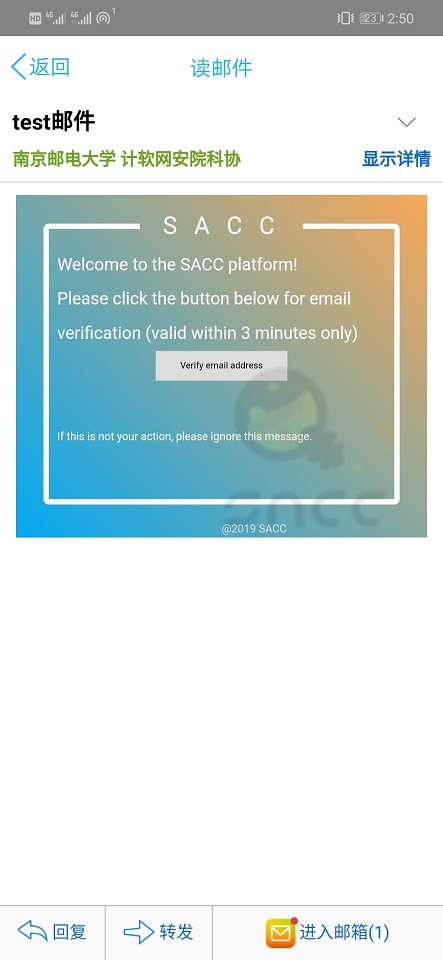 HD 4G 4G 1 23 2:50
返回 读邮件
test邮件
南京邮电大学 计软网安院科协 显示详情
S A C C
Welcome to the SACC platform!
Please click the button below for email
verification (valid within 3 minutes only)
Verify email address
If this is not your action, please ignore this message.
sacc
@2019 SACC
回复 转发 进入邮箱(1)